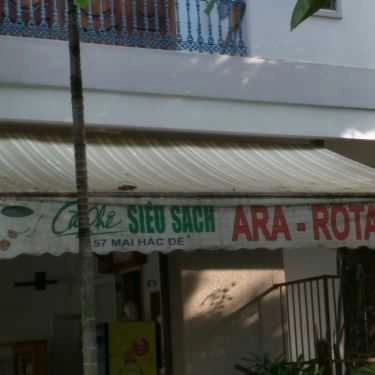 Cà Phê SIÊU SẠCH ARA - ROTA
57 MAI HẮC ĐẾ